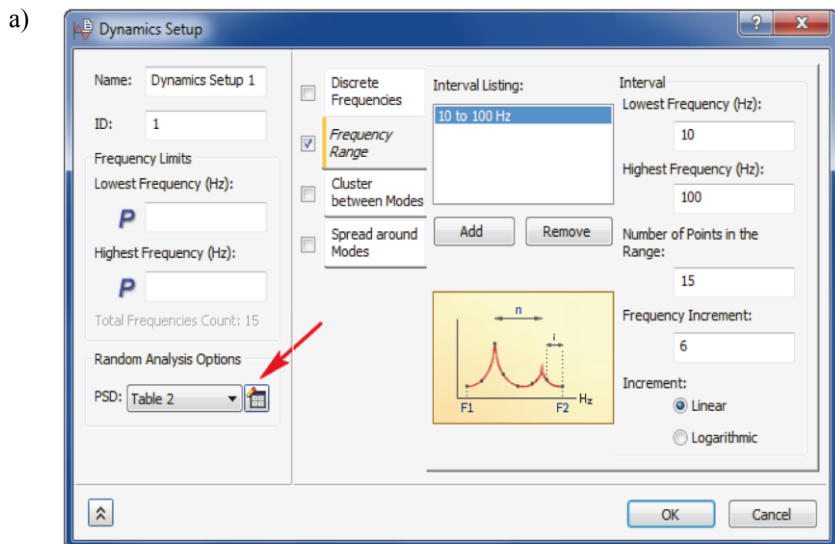 a)
Dynamics Setup
Name: Dynamics Setup 1
ID: 1
Frequency Limits
Lowest Frequency (Hz):
P
Highest Frequency (Hz):
P
Total Frequencies Count: 15
Random Analysis Options
PSD: Table 2
Discrete
Frequencies
Frequency
Range
Cluster
between Modes
Spread around
Modes
Interval Listing:
10 to 100 Hz
Add Remove
n
i
F1 F2 Hz
Interval
Lowest Frequency (Hz):
10
Highest Frequency (Hz):
100
Number of Points in the
Range:
15
Frequency Increment:
6
Increment:
Linear
Logarithmic
OK Cancel